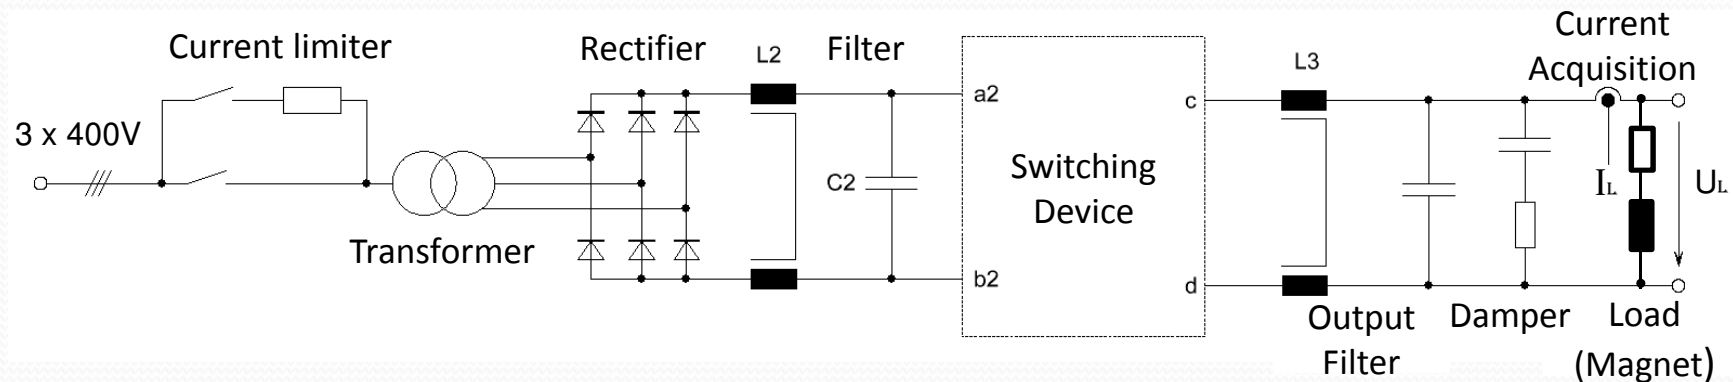 Current limiter
Rectifier
L2
Filter
L3
Current
Acquisition
3 x 400V
a2
c
C2
Switching
Device
IL
UL
Transformer
b2
d
Output
Filter
Damper
Load
(Magnet)